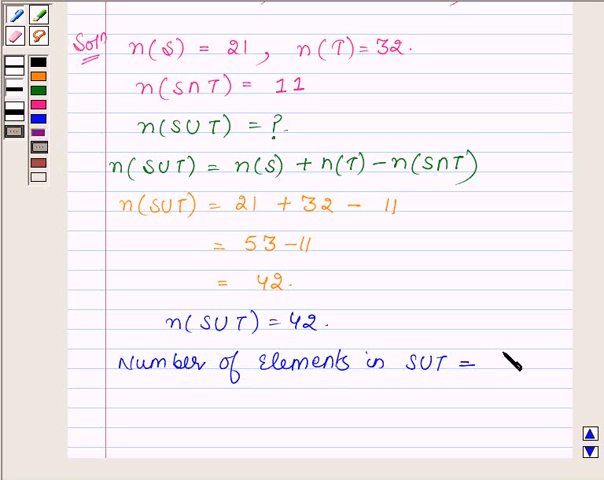 Solⁿ n(S) = 21, n(T) = 32.
n(S∩T) = 11
n(S∪T) = ?
n(S∪T) = n(S) + n(T) - n(S∩T)
n(S∪T) = 21 + 32 - 11
= 53 - 11
= 42.
n(S∪T) = 42.
Number of Elements in S∪T =